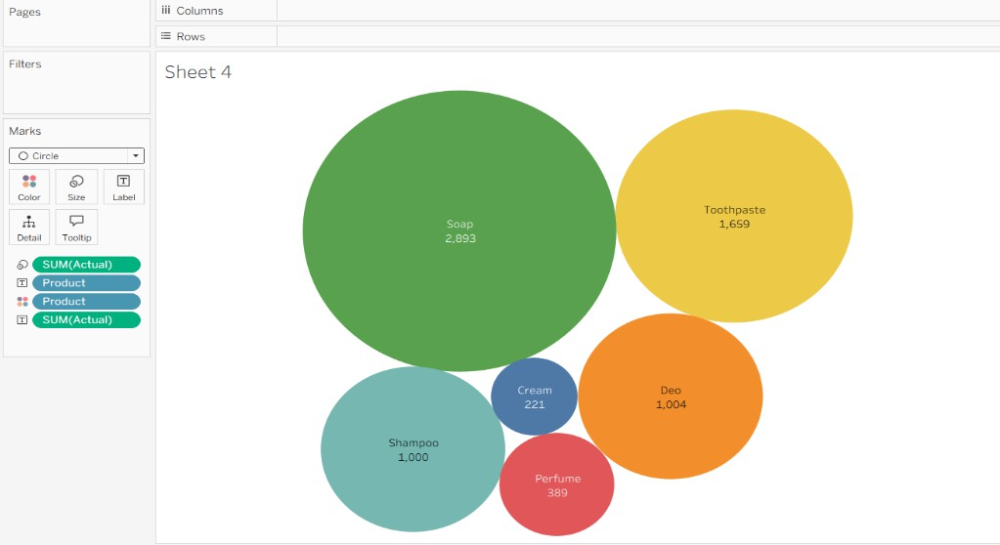 Pages
Columns
Rows
Filters
Sheet 4
Marks
Circle
Color
Size
Label
Detail
Tooltip
SUM(Actual)
Product
Product
SUM(Actual)
Soap
2,893
Toothpaste
1,659
Cream
221
Deo
1,004
Shampoo
1,000
Perfume
389